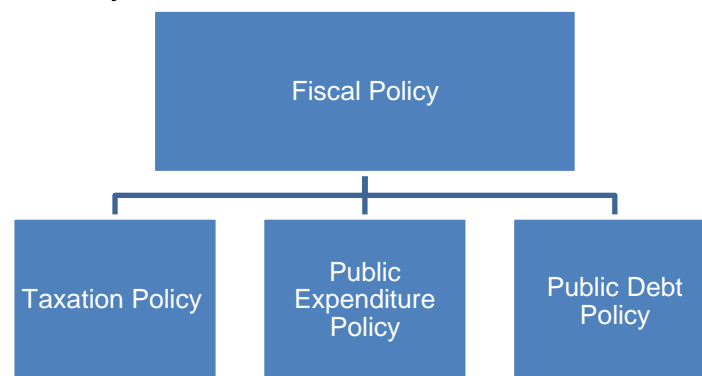 Fiscal Policy
Taxation Policy
Public
Expenditure
Policy
Public Debt
Policy